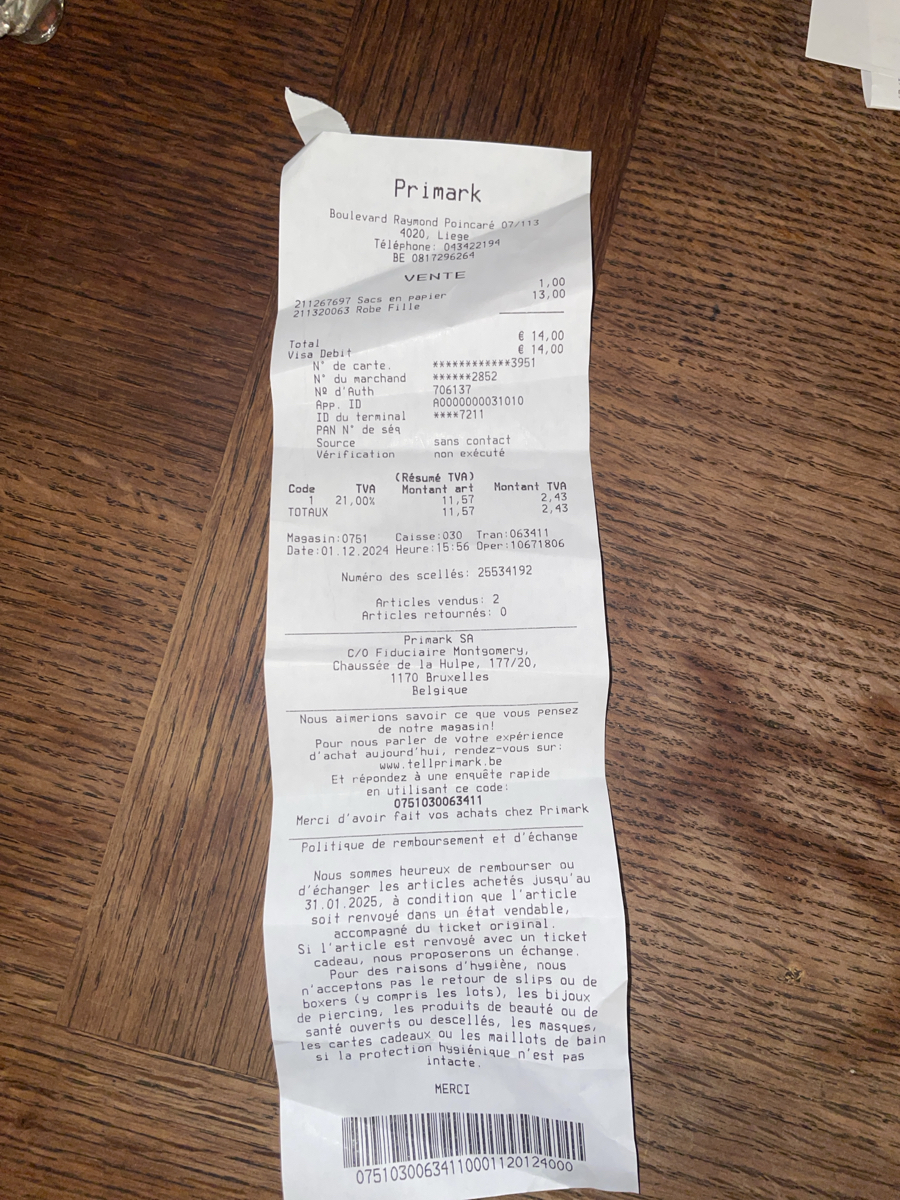 Primark
Boulevard Raymond Poincaré 07/113
4020, Liege
Téléphone: 043422194
BE 0817296264
VENTE
211267697 Sacs en papier 1,00
211320063 Robe Fille 13,00
Total € 14,00
Visa Debit € 14,00
N° de carte. ************3951
N° du marchand ******2852
Nº d'Auth 706137
App. ID A0000000031010
ID du terminal ****7211
PAN N° de séq
Source sans contact
Vérification non exécuté
(Résumé TVA)
Code TVA Montant art Montant TVA
1 21,00% 11,57 2,43
TOTAUX 11,57 2,43
Magasin:0751 Caisse:030 Tran:063411
Date:01.12.2024 Heure:15:56 Oper:10671806
Numéro des scellés: 25534192
Articles vendus: 2
Articles retournés: 0
Primark SA
C/O Fiduciaire Montgomery,
Chaussée de la Hulpe, 177/20,
1170 Bruxelles
Belgique
Nous aimerions savoir ce que vous pensez
de notre magasin!
Pour nous parler de votre expérience
d'achat aujourd'hui, rendez-vous sur:
www.tellprimark.be
Et répondez à une enquête rapide
en utilisant ce code:
0751030063411
Merci d'avoir fait vos achats chez Primark
Politique de remboursement et d'échange
Nous sommes heureux de rembourser ou
d'échanger les articles achetés jusqu'au
31.01.2025, à condition que l'article
soit renvoyé dans un état vendable,
accompagné du ticket original.
Si l'article est renvoyé avec un ticket
cadeau, nous proposerons un échange.
Pour des raisons d'hygiène, nous
n'acceptons pas le retour de slips ou de
boxers (y compris les lots), les bijoux
de piercing, les produits de beauté ou de
santé ouverts ou descellés, les masques,
les cartes cadeaux ou les maillots de bain
si la protection hygiénique n'est pas
intacte.
MERCI
0751030063411000112012​4000